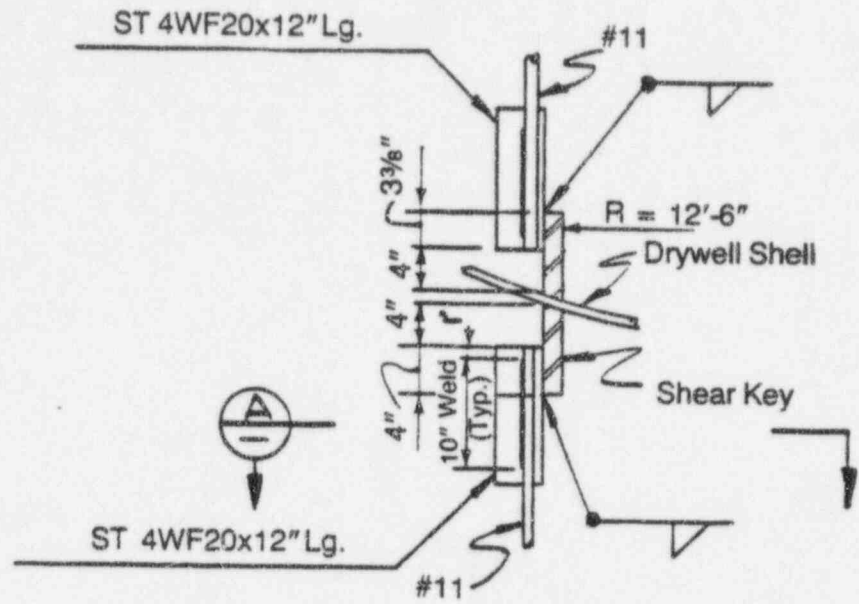 ST 4WF20x12" Lg.
#11
3⅜"
R = 12'-6"
Drywell Shell
4"
4"
4"
10" Weld
(Typ.)
Shear Key
A
ST 4WF20x12" Lg.
#11